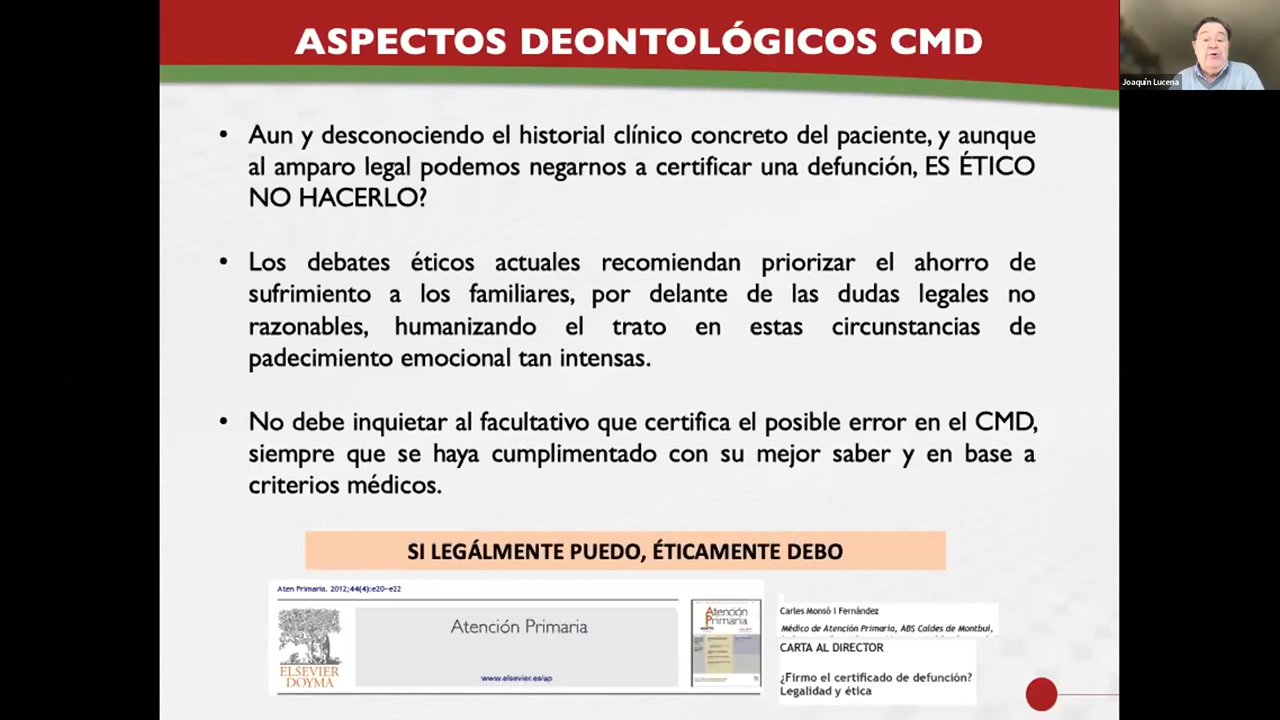 ASPECTOS DEONTOLÓGICOS CMD
Joaquín Lucena
• Aun y desconociendo el historial clínico concreto del paciente, y aunque
al amparo legal podemos negarnos a certificar una defunción, ES ÉTICO
NO HACERLO?
• Los debates éticos actuales recomiendan priorizar el ahorro de
sufrimiento a los familiares, por delante de las dudas legales no
razonables, humanizando el trato en estas circunstancias de
padecimiento emocional tan intensas.
• No debe inquietar al facultativo que certifica el posible error en el CMD,
siempre que se haya cumplimentado con su mejor saber y en base a
criterios médicos.
SI LEGÁLMENTE PUEDO, ÉTICAMENTE DEBO
Aten Primaria. 2012;44(4):e20-e22
ELSEVIER
DOYMA
Atención Primaria
www.elsevier.es/ap
Atención
Primaria
Carles Monsó i Fernández
Médico de Atención Primaria, ABS Caldes de Montbui,
CARTA AL DIRECTOR
¿Firmo el certificado de defunción?
Legalidad y ética